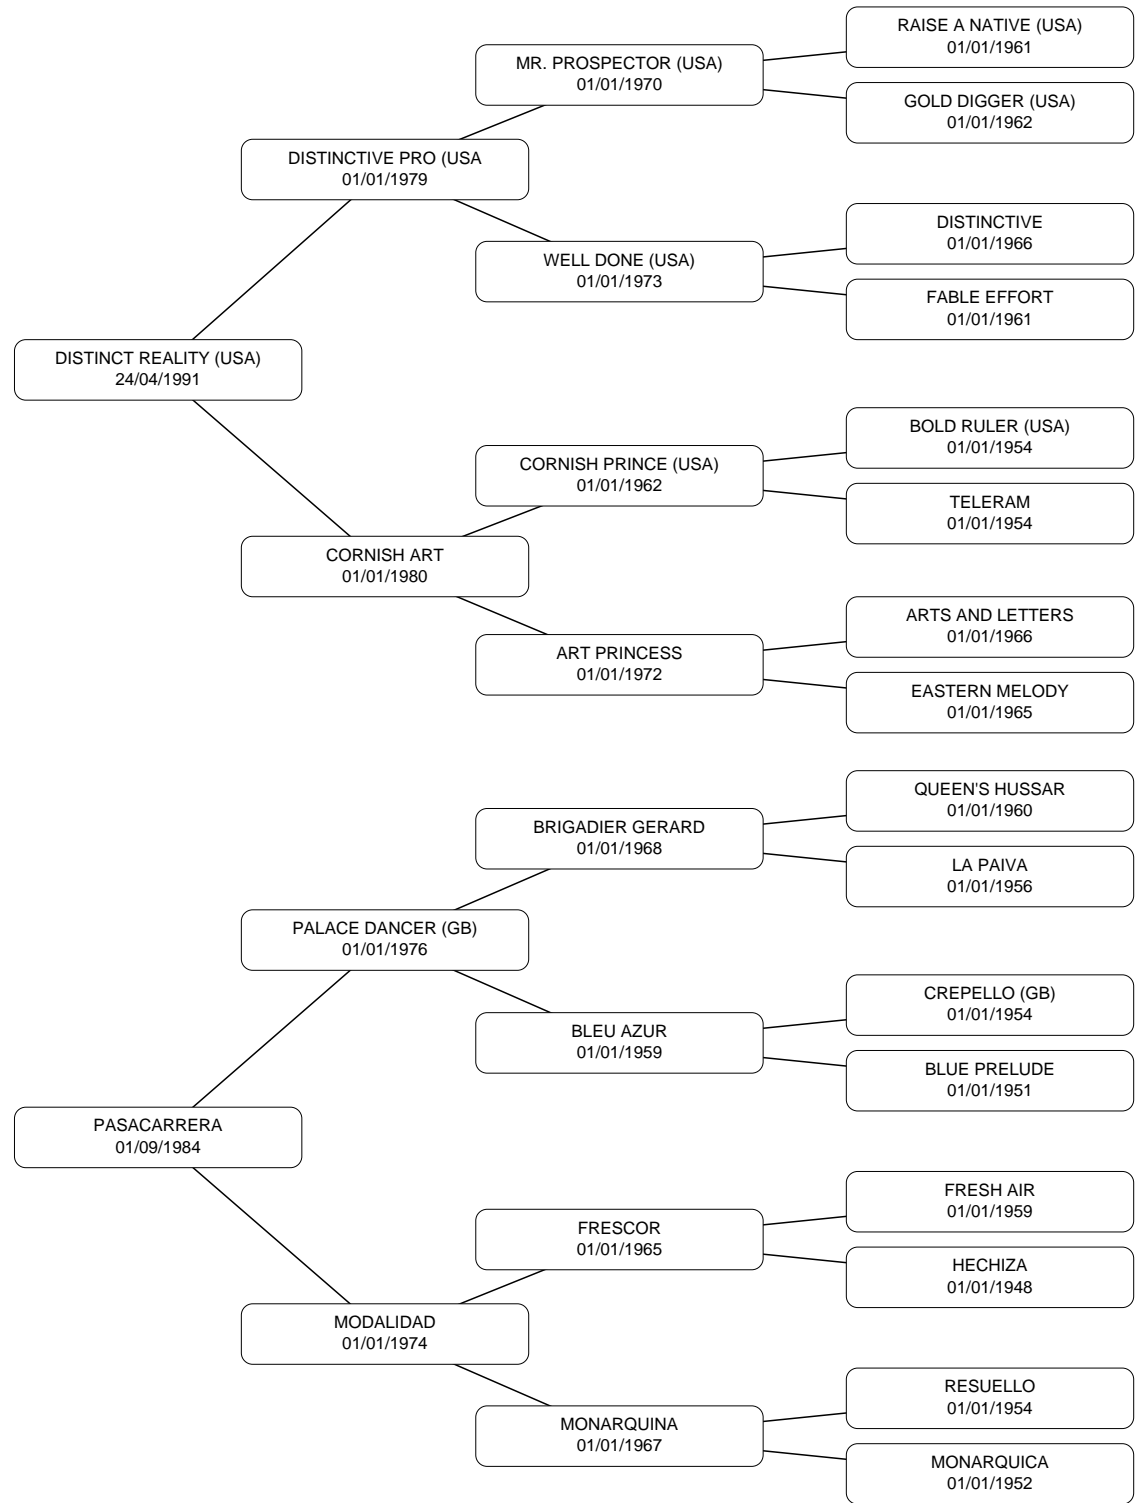 RAISE A NATIVE (USA)
01/01/1961
MR. PROSPECTOR (USA)
01/01/1970
GOLD DIGGER (USA)
01/01/1962
DISTINCTIVE PRO (USA
01/01/1979
DISTINCTIVE
01/01/1966
WELL DONE (USA)
01/01/1973
FABLE EFFORT
01/01/1961
DISTINCT REALITY (USA)
24/04/1991
BOLD RULER (USA)
01/01/1954
CORNISH PRINCE (USA)
01/01/1962
TELERAM
01/01/1954
CORNISH ART
01/01/1980
ARTS AND LETTERS
01/01/1966
ART PRINCESS
01/01/1972
EASTERN MELODY
01/01/1965
QUEEN'S HUSSAR
01/01/1960
BRIGADIER GERARD
01/01/1968
LA PAIVA
01/01/1956
PALACE DANCER (GB)
01/01/1976
CREPELLO (GB)
01/01/1954
BLEU AZUR
01/01/1959
BLUE PRELUDE
01/01/1951
PASACARRERA
01/09/1984
FRESH AIR
01/01/1959
FRESCOR
01/01/1965
HECHIZA
01/01/1948
MODALIDAD
01/01/1974
RESUELLO
01/01/1954
MONARQUINA
01/01/1967
MONARQUICA
01/01/1952